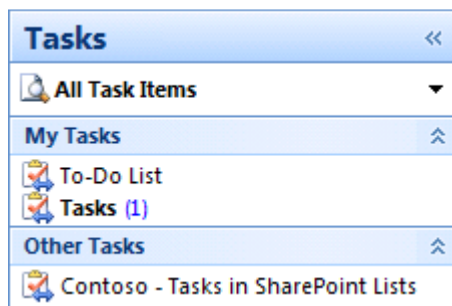 Tasks
All Task Items
My Tasks
To-Do List
Tasks (1)
Other Tasks
Contoso - Tasks in SharePoint Lists